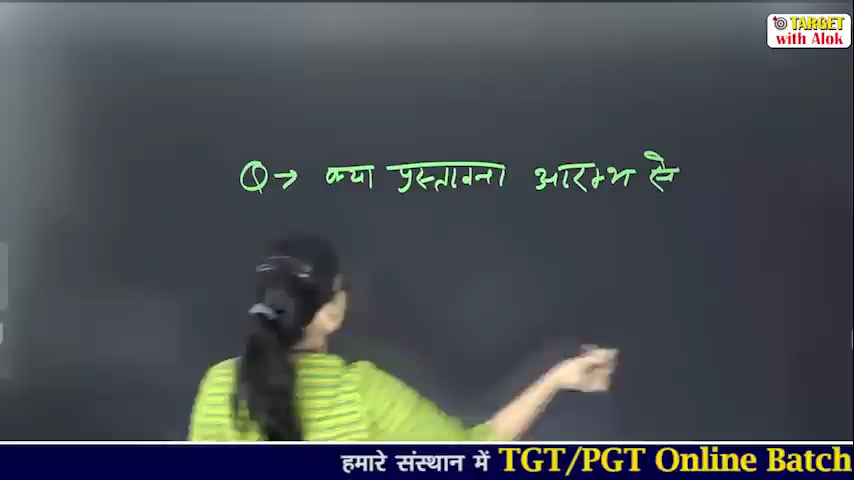 TARGET
with Alok
Q→ क्या प्रस्तावना आरम्भ से
हमारे संस्थान में TGT/PGT Online Batch